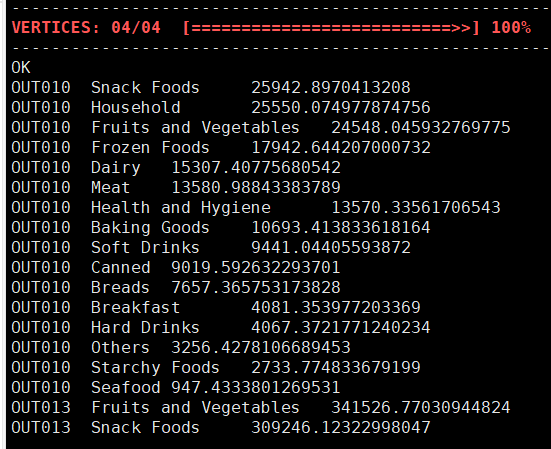 --------------------------------------------------------
VERTICES: 04/04  [==========================>>] 100%
--------------------------------------------------------
OK
OUT010  Snack Foods     25942.8970413208
OUT010  Household       25550.074977874756
OUT010  Fruits and Vegetables   24548.045932769775
OUT010  Frozen Foods    17942.644207000732
OUT010  Dairy   15307.40775680542
OUT010  Meat    13580.98843383789
OUT010  Health and Hygiene      13570.33561706543
OUT010  Baking Goods    10693.413833618164
OUT010  Soft Drinks     9441.04405593872
OUT010  Canned  9019.592632293701
OUT010  Breads  7657.365753173828
OUT010  Breakfast       4081.353977203369
OUT010  Hard Drinks     4067.3721771240234
OUT010  Others  3256.4278106689453
OUT010  Starchy Foods   2733.774833679199
OUT010  Seafood 947.4333801269531
OUT013  Fruits and Vegetables   341526.77030944824
OUT013  Snack Foods     309246.12322998047